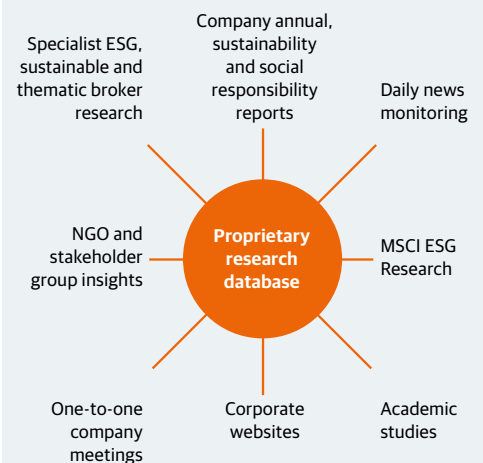 Specialist ESG,
sustainable and
thematic broker
research
Company annual,
sustainability
and social
responsibility
reports
Daily news
monitoring
NGO and
stakeholder
group insights
Proprietary
research
database
MSCI ESG
Research
One-to-one
company
meetings
Corporate
websites
Academic
studies